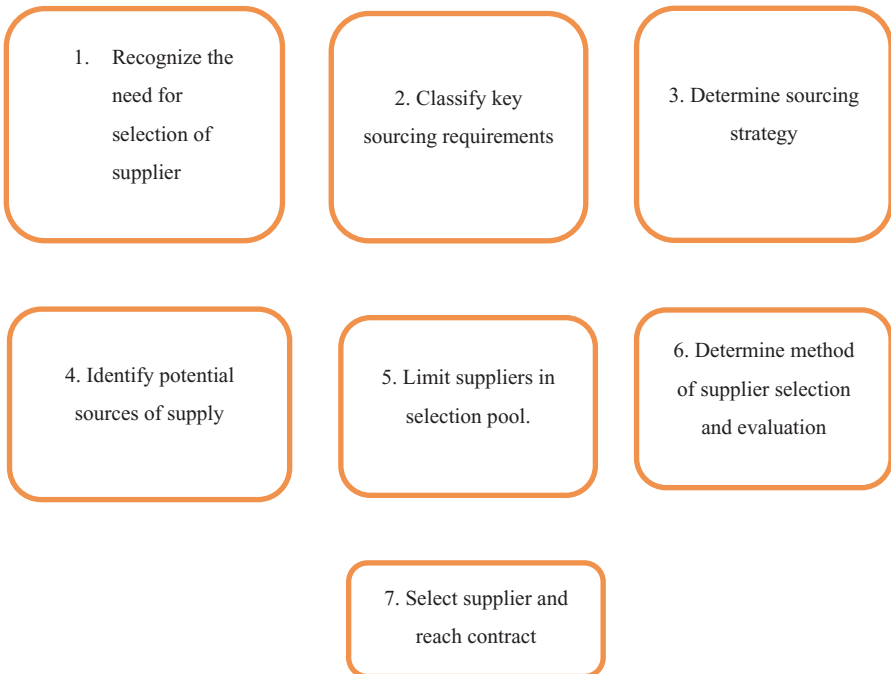 1. Recognize the
need for
selection of
supplier
2. Classify key
sourcing requirements
3. Determine sourcing
strategy
4. Identify potential
sources of supply
5. Limit suppliers in
selection pool.
6. Determine method
of supplier selection
and evaluation
7. Select supplier and
reach contract